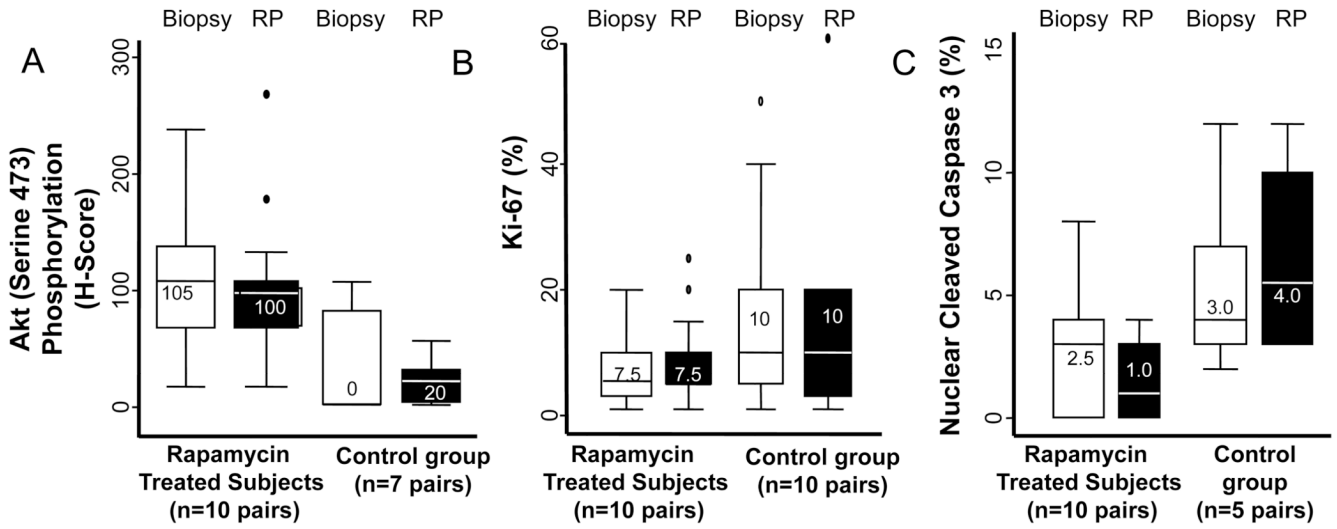 Biopsy RP Biopsy RP
A
300
200
100
0
Akt (Serine 473)
Phosphorylation
(H-Score)
105
100
0
20
Rapamycin
Treated Subjects
(n=10 pairs)
Control group
(n=7 pairs)
Biopsy RP Biopsy RP
B
60
40
20
0
Ki-67 (%)
7.5
7.5
10
10
Rapamycin
Treated Subjects
(n=10 pairs)
Control group
(n=10 pairs)
Biopsy RP Biopsy RP
C
15
10
5
0
Nuclear Cleaved Caspase 3 (%)
2.5
1.0
3.0
4.0
Rapamycin
Treated Subjects
(n=10 pairs)
Control
group
(n=5 pairs)